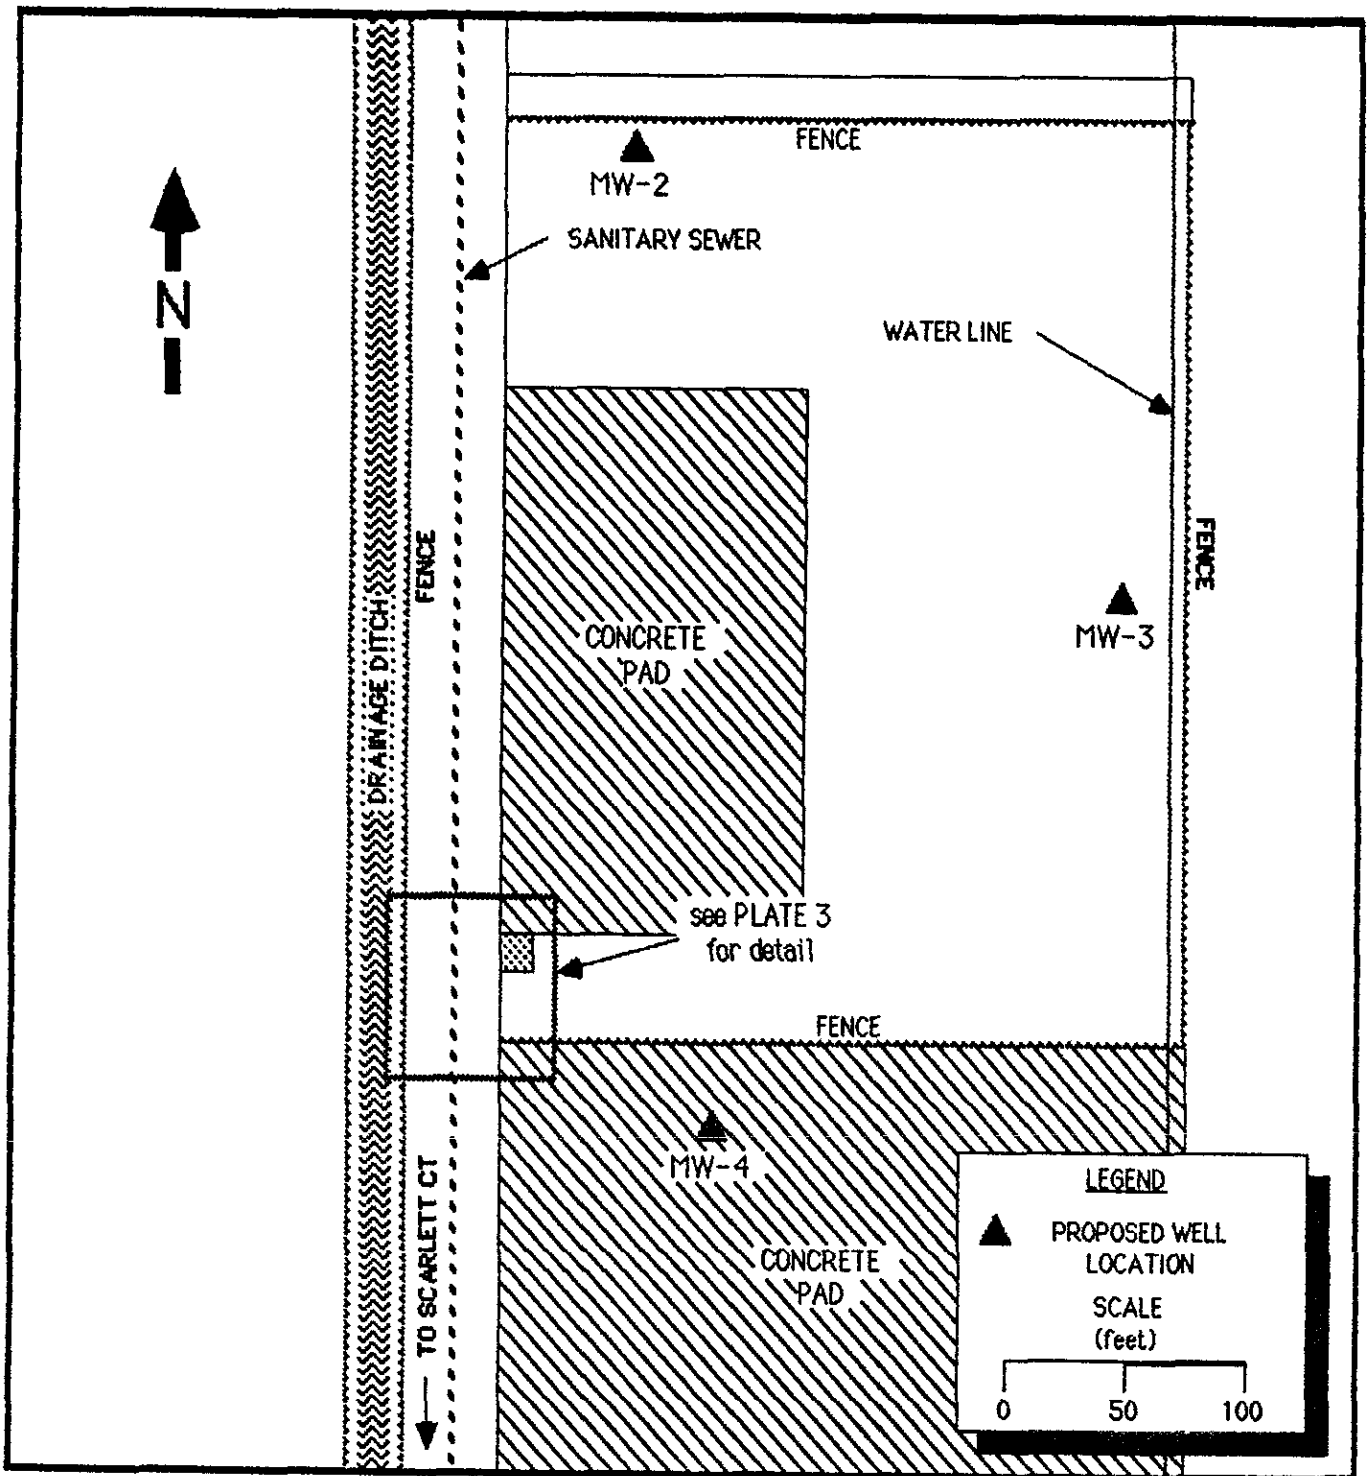 FENCE
MW-2
SANITARY SEWER
N
WATER LINE
FENCE
FENCE
CONCRETE
PAD
MW-3
DRAINAGE DITCH
see PLATE 3
for detail
FENCE
MW-4
TO SCARLETT CT
CONCRETE
PAD
LEGEND
PROPOSED WELL
LOCATION
SCALE
(feet)
0 50 100